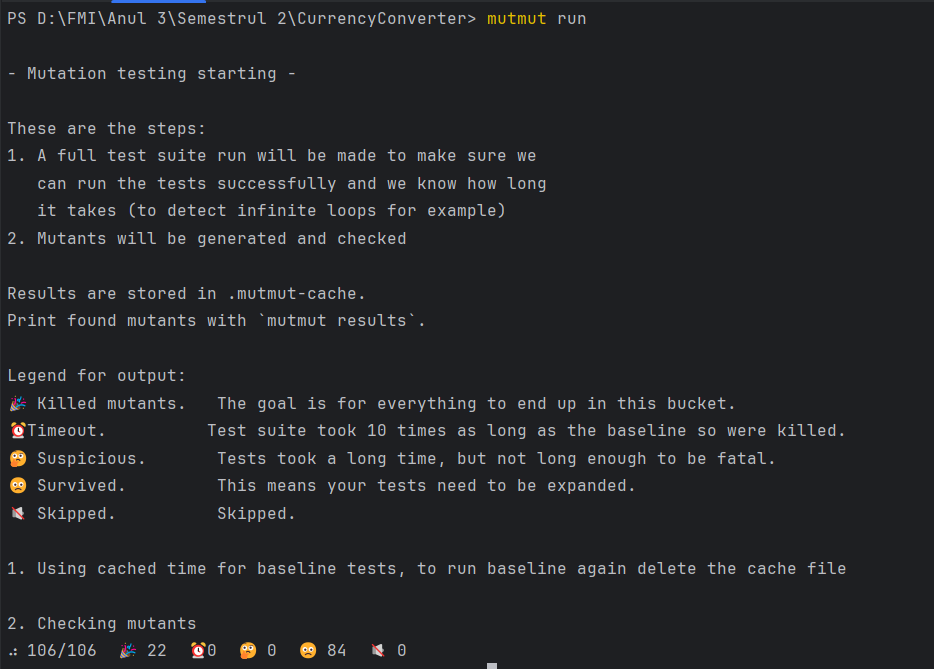 PS D:\FMI\Anul 3\Semestrul 2\CurrencyConverter> mutmut run
- Mutation testing starting -
These are the steps:
1. A full test suite run will be made to make sure we
   can run the tests successfully and we know how long
   it takes (to detect infinite loops for example)
2. Mutants will be generated and checked
Results are stored in .mutmut-cache.
Print found mutants with `mutmut results`.
Legend for output:
🎉 Killed mutants.   The goal is for everything to end up in this bucket.
⏰Timeout.          Test suite took 10 times as long as the baseline so were killed.
🤔 Suspicious.       Tests took a long time, but not long enough to be fatal.
🙁 Survived.         This means your tests need to be expanded.
🔇 Skipped.          Skipped.
1. Using cached time for baseline tests, to run baseline again delete the cache file
2. Checking mutants
⠴ 106/106  🎉 22  ⏰0  🤔 0  🙁 84  🔇 0